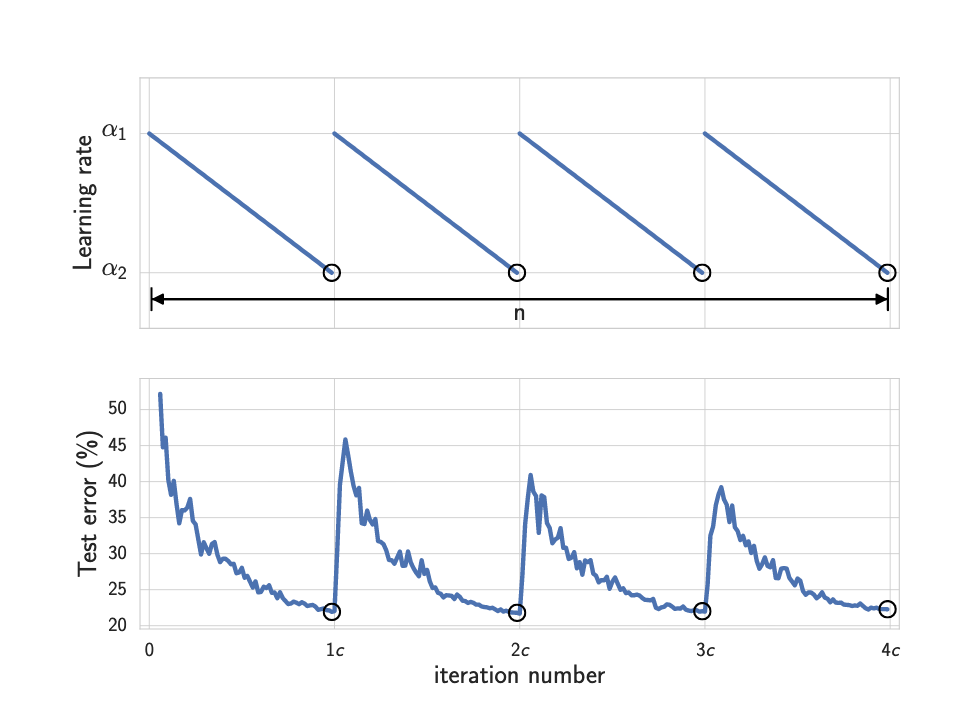 Learning rate
α₁
α₂
n
Test error (%)
50
45
40
35
30
25
20
0 1c 2c 3c 4c
iteration number